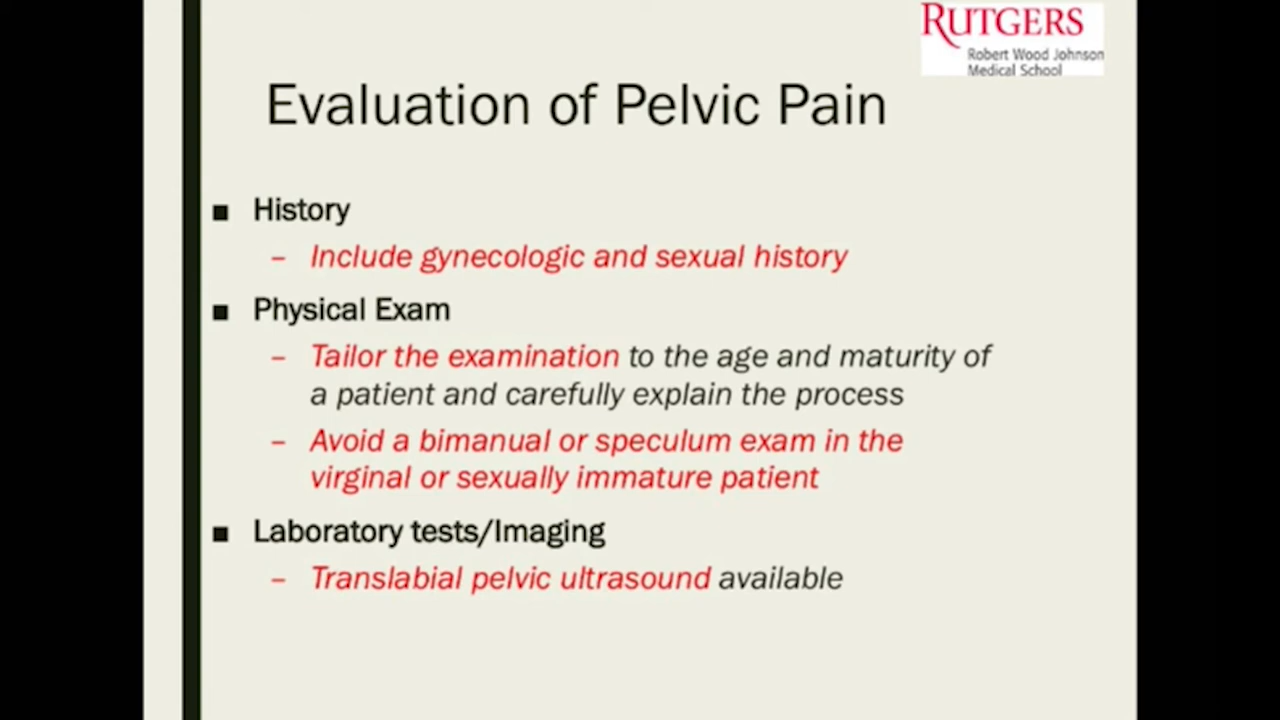 RUTGERS
Robert Wood Johnson
Medical School
Evaluation of Pelvic Pain
■ History
– Include gynecologic and sexual history
■ Physical Exam
– Tailor the examination to the age and maturity of
a patient and carefully explain the process
– Avoid a bimanual or speculum exam in the
virginal or sexually immature patient
■ Laboratory tests/Imaging
– Translabial pelvic ultrasound available